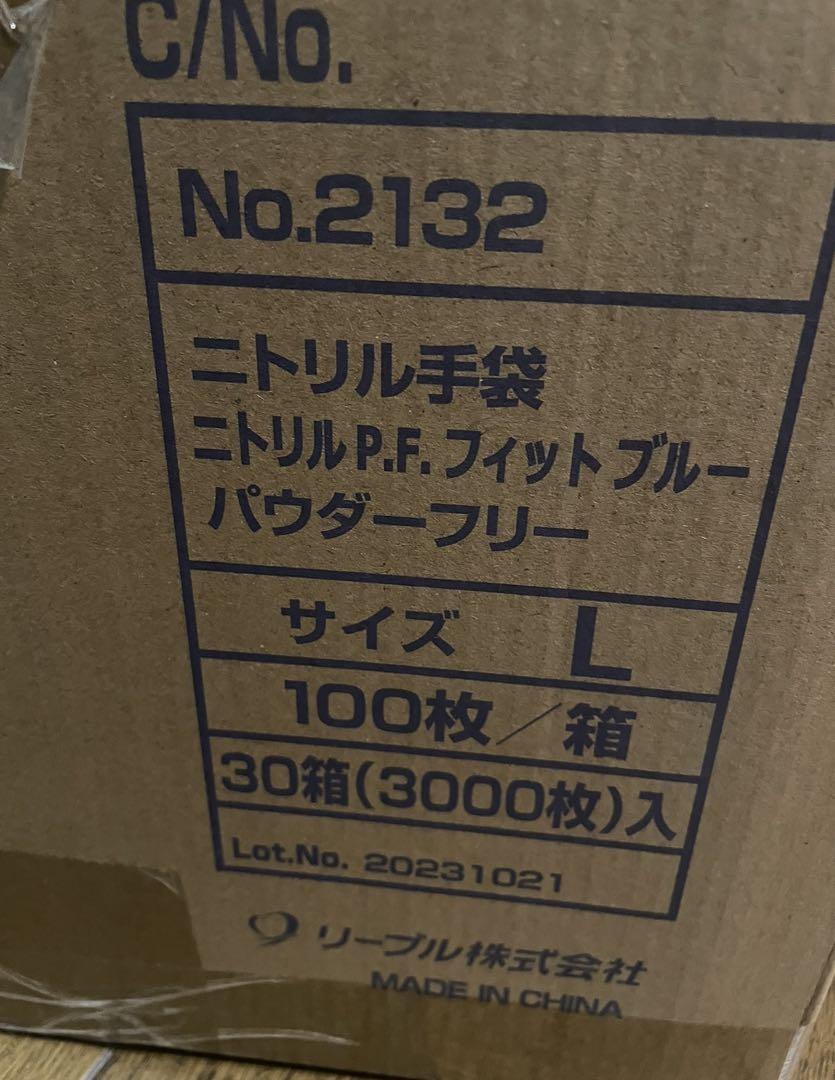 C/No.
No.2132
ニトリル手袋
ニトリルP.F.フィットブルー
パウダーフリー
サイズ L
100枚/箱
30箱(3000枚)入
Lot.No. 20231021
リーブル株式会社
MADE IN CHINA